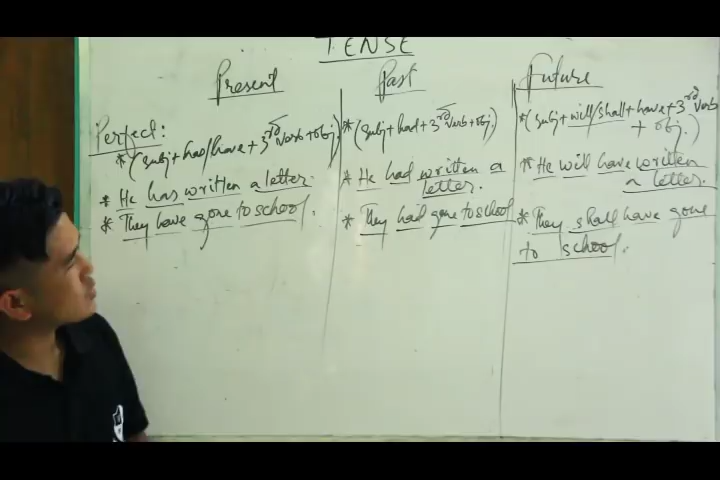 TENSE
Present
Past
Future
Perfect:
*(subj+has/have+3rd verb+obj)
* He has written a letter.
* They have gone to school.
*(subj+had+3rd verb+obj.)
* He had written a
letter.
* They had gone to school
*(subj+will/shall+have+3rd verb
+ obj.)
* He will have written
a letter.
* They shall have gone
to school.